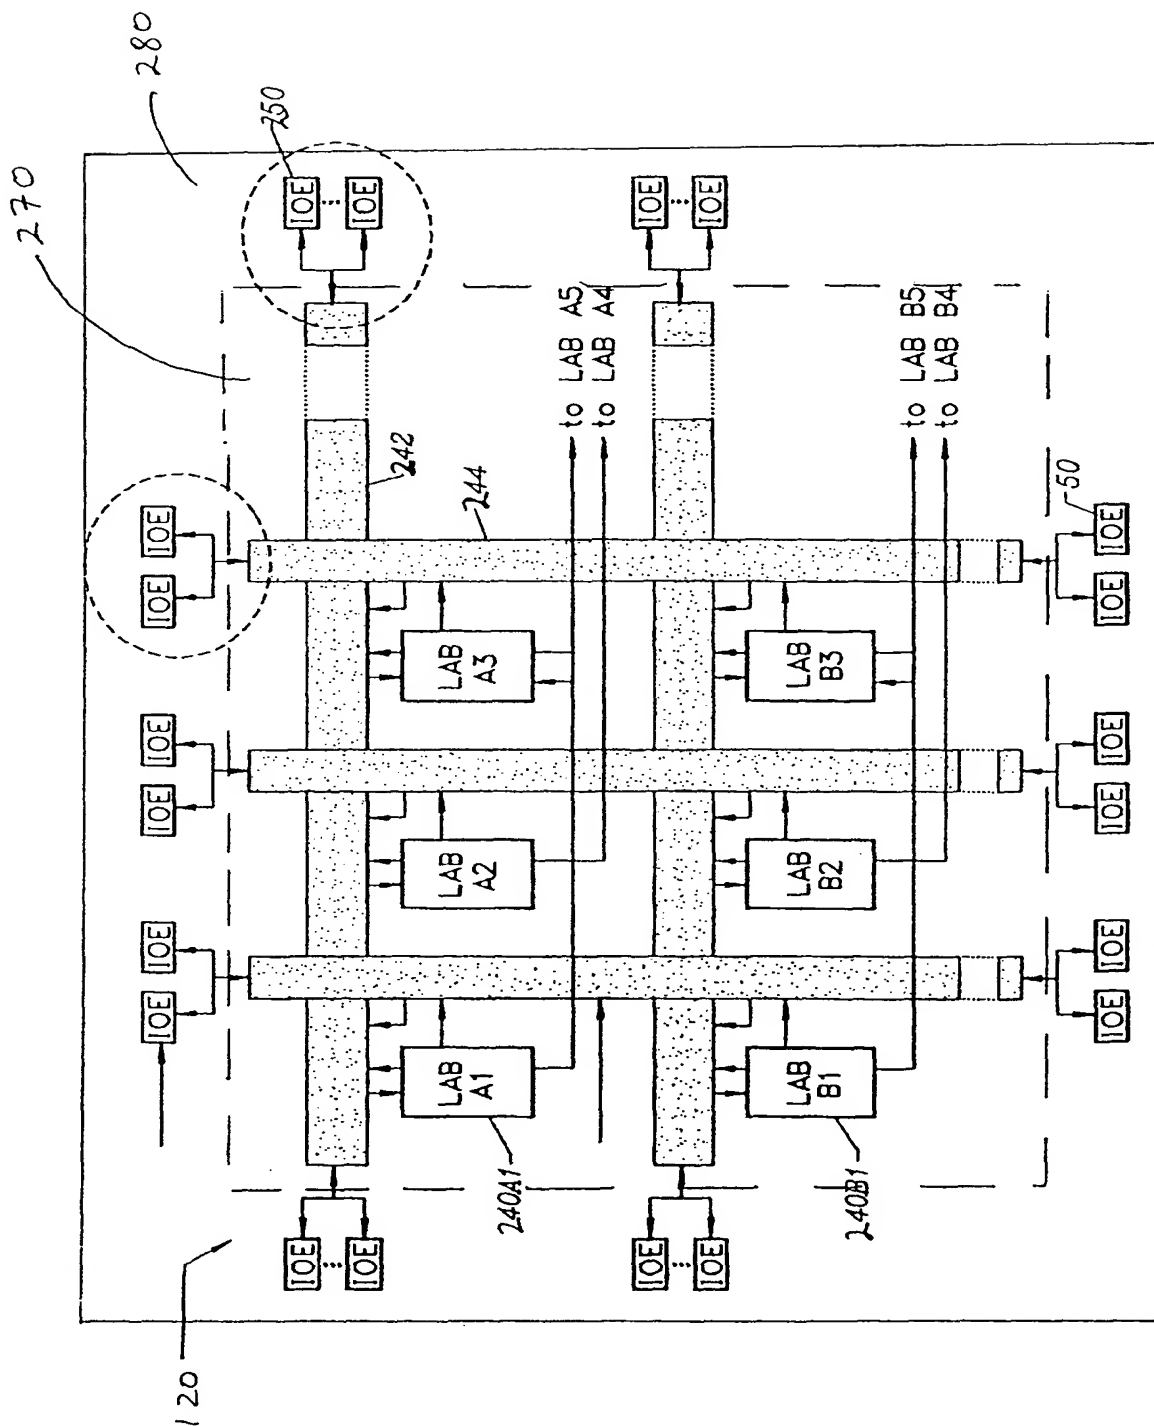 270
280
IOE IOE IOE IOE IOE IOE
120
250
IOE IOE
IOE IOE
242
LAB A1
LAB A2
LAB A3
244
240A1
to LAB A5
to LAB A4
IOE IOE
IOE IOE
LAB B1
LAB B2
LAB B3
240B1
to LAB B5
to LAB B4
50
IOE IOE IOE IOE IOE IOE